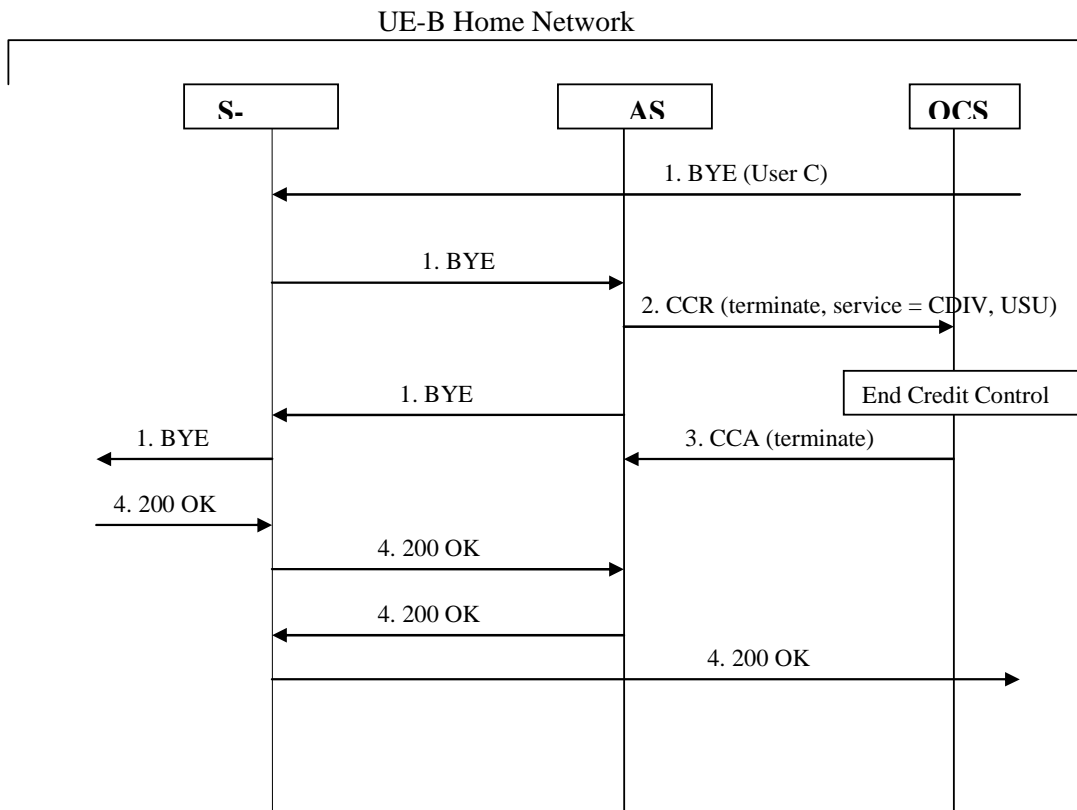 UE-B Home Network
S-
AS
OCS
1. BYE (User C)
1. BYE
2. CCR (terminate, service = CDIV, USU)
End Credit Control
1. BYE
1. BYE
3. CCA (terminate)
4. 200 OK
4. 200 OK
4. 200 OK
4. 200 OK